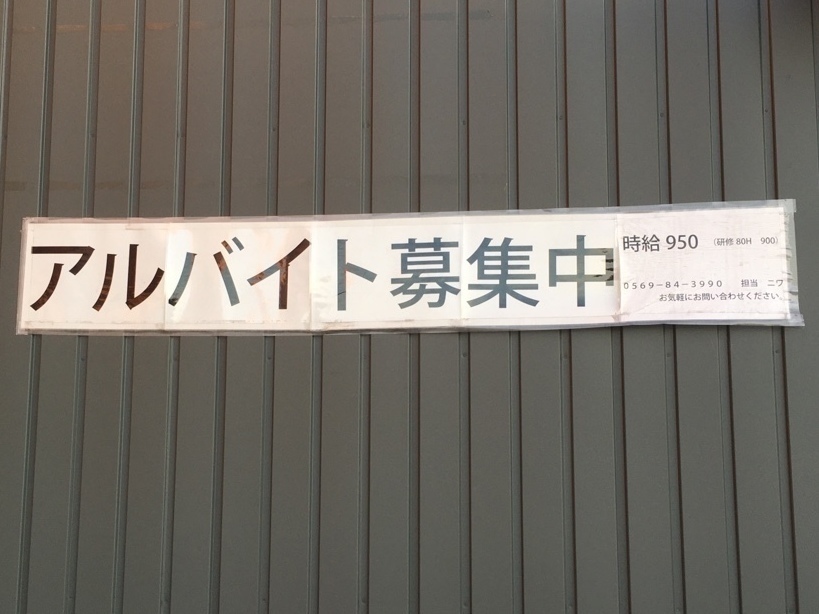 アルバイト募集中
時給 950 （研修 80H 900）
０５６９－８４－３９９０ 担当 ニワ
お気軽にお問い合わせください。